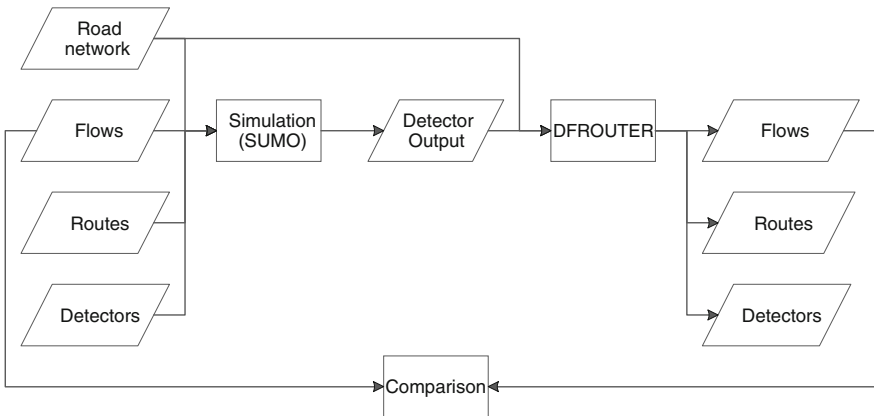 Road
network
Flows
Simulation
(SUMO)
Detector
Output
DFROUTER
Flows
Routes
Routes
Detectors
Detectors
Comparison